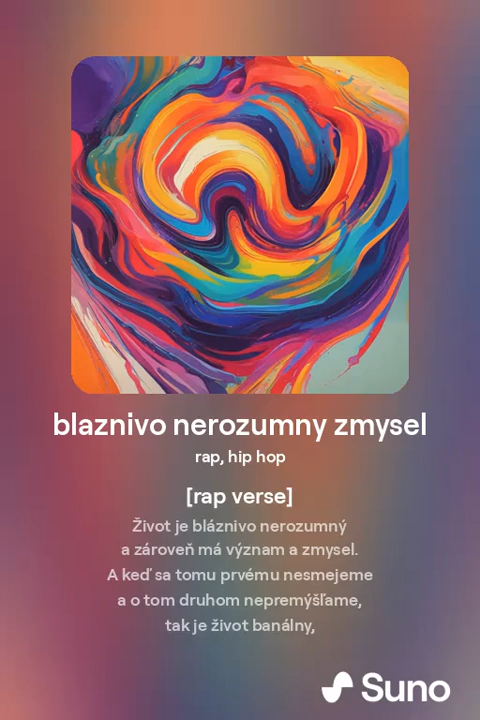 blaznivo nerozumny zmysel
rap, hip hop
[rap verse]
Život je bláznivo nerozumný
a zároveň má význam a zmysel.
A keď sa tomu prvému nesmejeme
a o tom druhom nepremýšľame,
tak je život banálny,
Suno